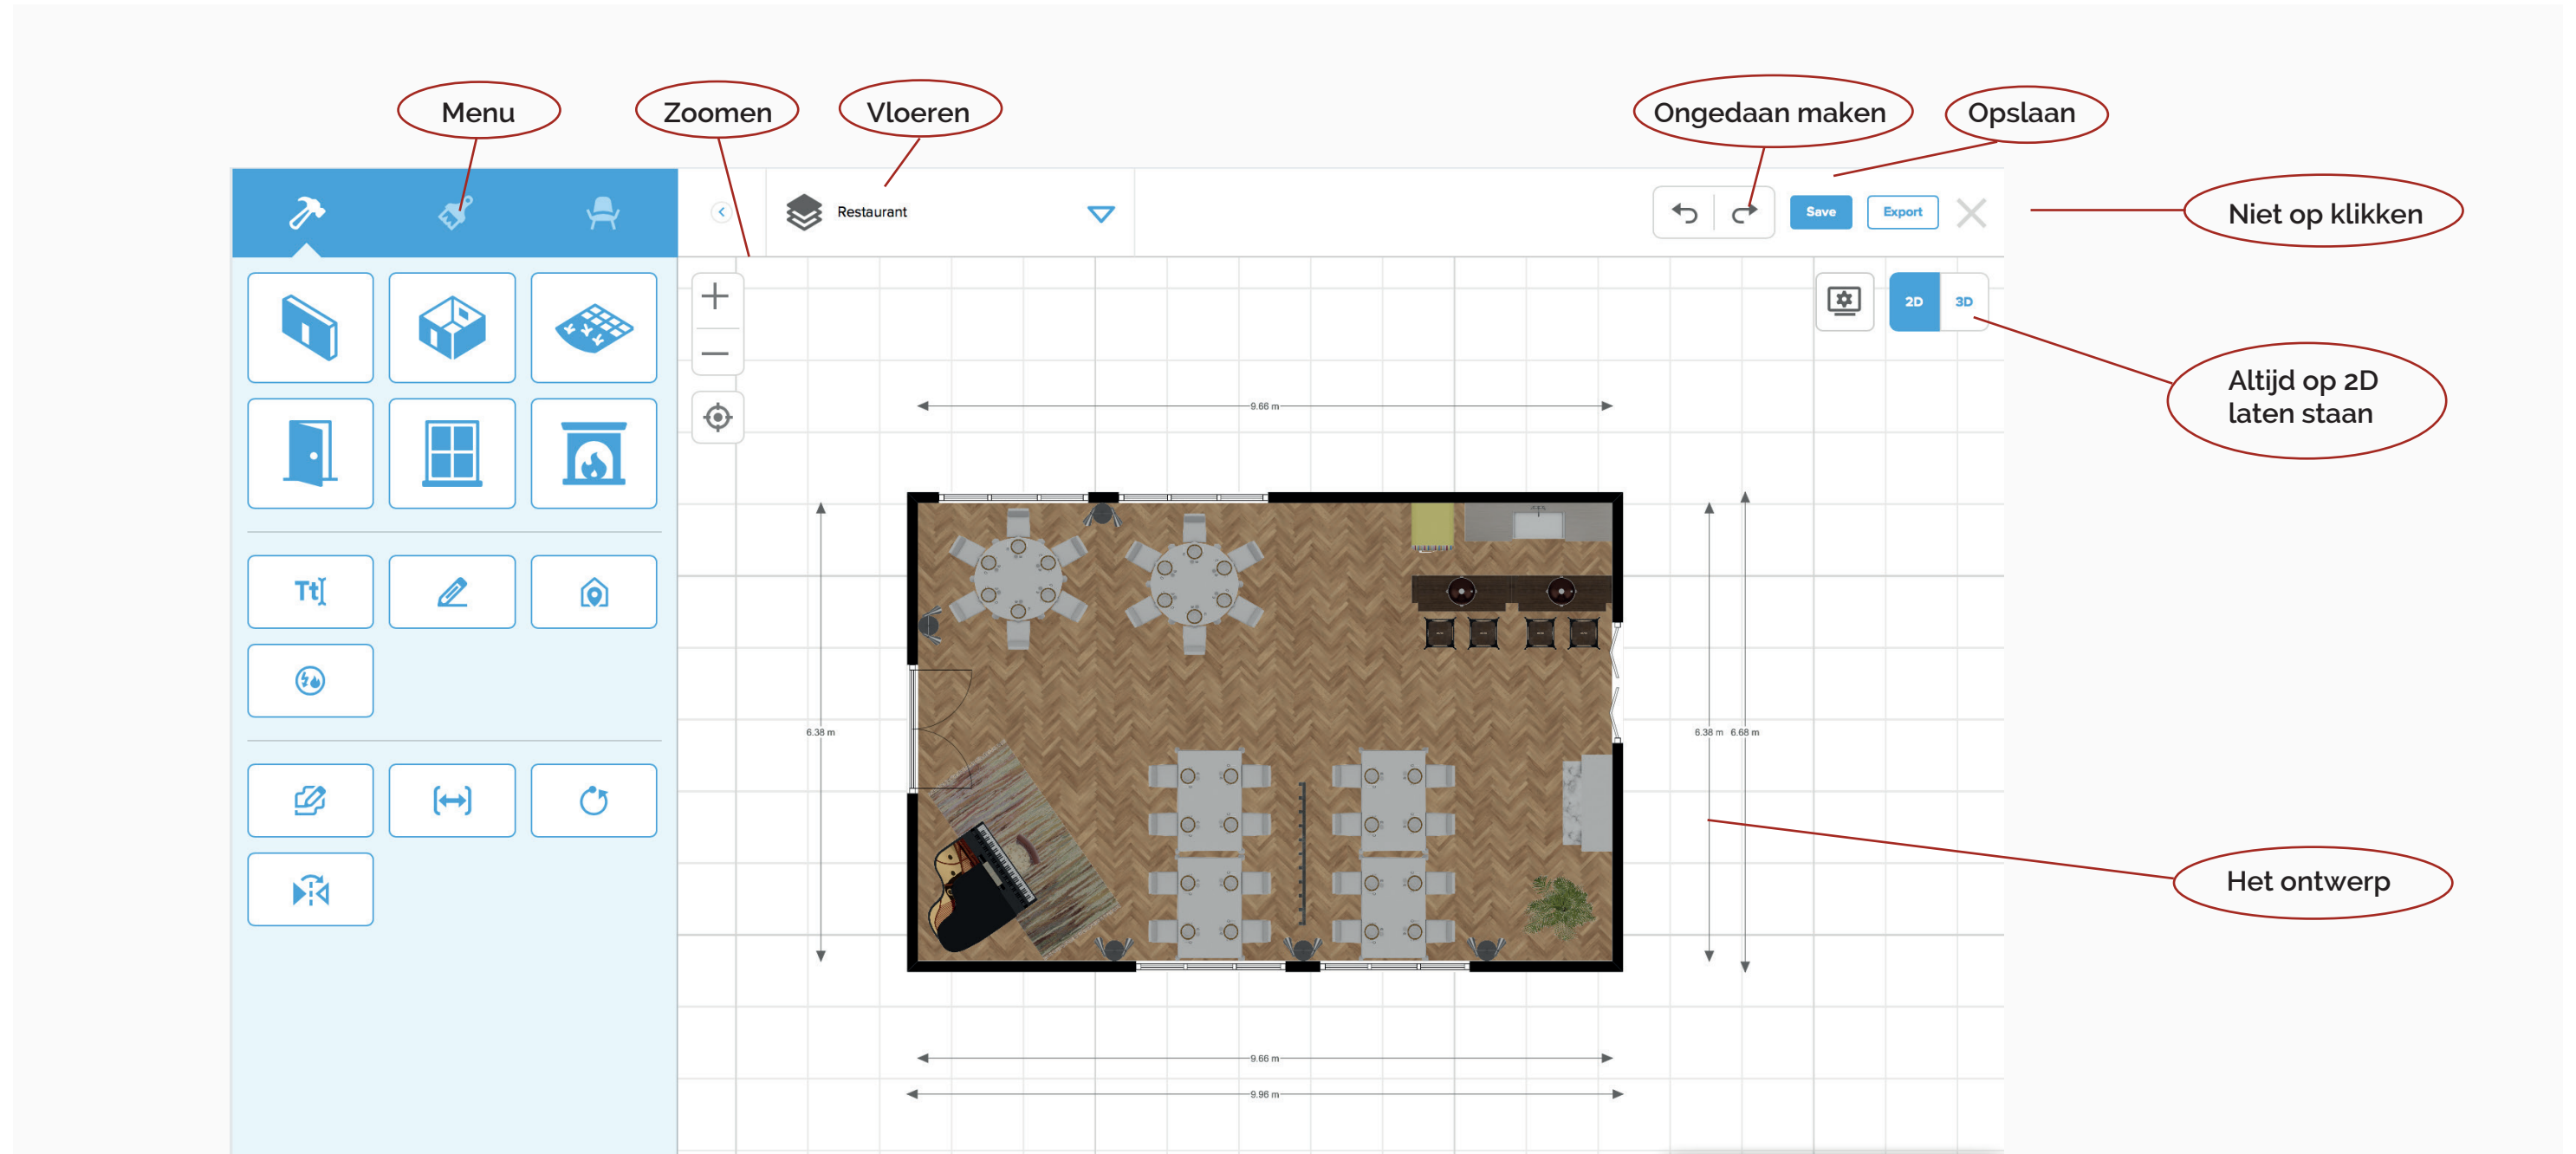 Menu
Zoomen
Vloeren
Ongedaan maken
Opslaan
Restaurant
Save
Export
Niet op klikken
2D
3D
Altijd op 2D
laten staan
9.66 m
Tt
6.38 m
6.38 m
6.68 m
Het ontwerp
9.66 m
9.96 m